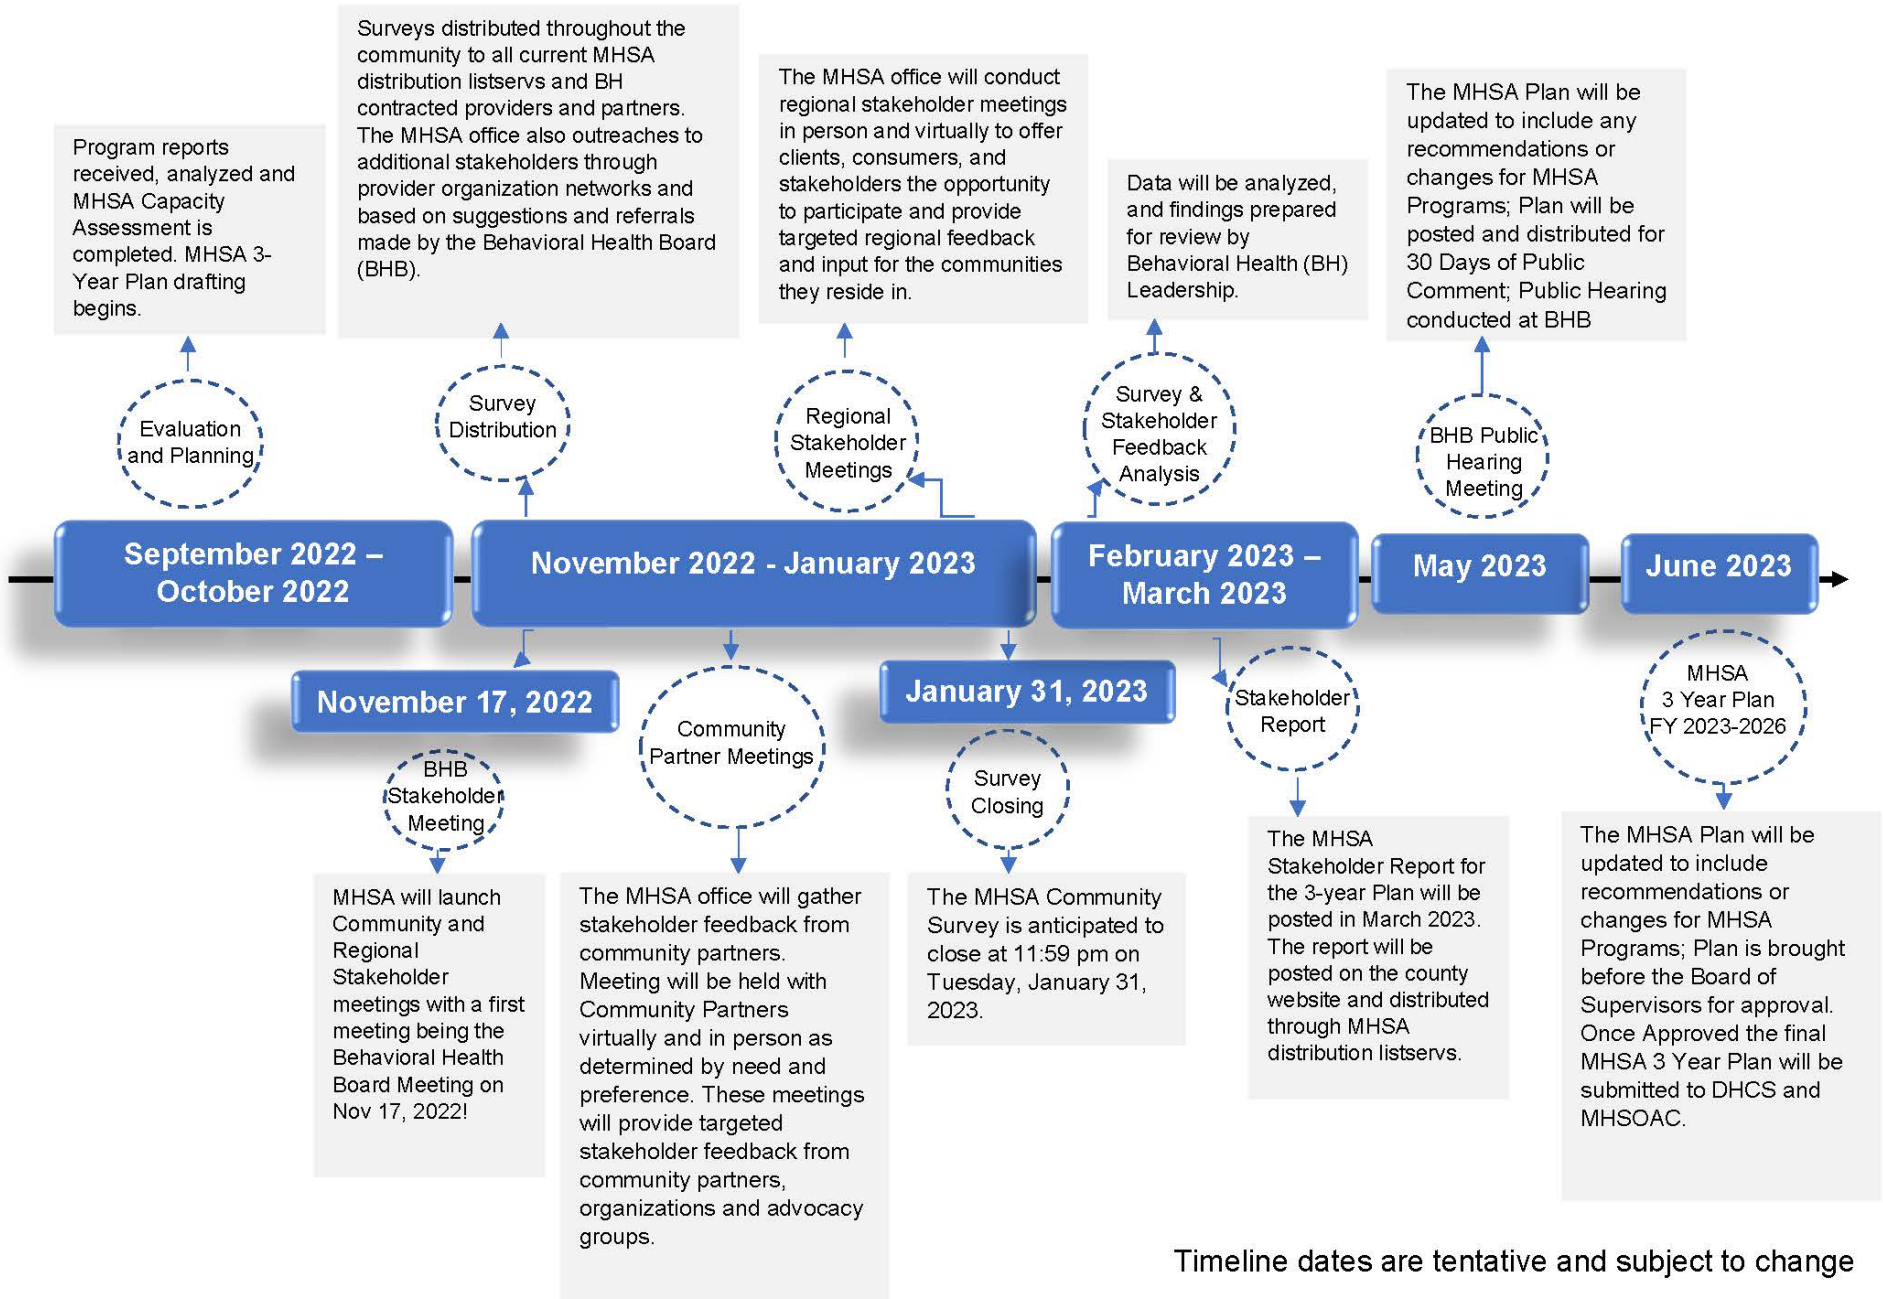 Program reports
received, analyzed and
MHSA Capacity
Assessment is
completed. MHSA 3-
Year Plan drafting
begins.
Evaluation
and Planning
September 2022 –
October 2022
Surveys distributed throughout the
community to all current MHSA
distribution listservs and BH
contracted providers and partners.
The MHSA office also outreaches to
additional stakeholders through
provider organization networks and
based on suggestions and referrals
made by the Behavioral Health Board
(BHB).
Survey
Distribution
The MHSA office will conduct
regional stakeholder meetings
in person and virtually to offer
clients, consumers, and
stakeholders the opportunity
to participate and provide
targeted regional feedback
and input for the communities
they reside in.
Regional
Stakeholder
Meetings
November 2022 - January 2023
November 17, 2022
BHB
Stakeholder
Meeting
MHSA will launch
Community and
Regional
Stakeholder
meetings with a first
meeting being the
Behavioral Health
Board Meeting on
Nov 17, 2022!
Community
Partner Meetings
The MHSA office will gather
stakeholder feedback from
community partners.
Meeting will be held with
Community Partners
virtually and in person as
determined by need and
preference. These meetings
will provide targeted
stakeholder feedback from
community partners,
organizations and advocacy
groups.
January 31, 2023
Survey
Closing
The MHSA Community
Survey is anticipated to
close at 11:59 pm on
Tuesday, January 31,
2023.
Data will be analyzed,
and findings prepared
for review by
Behavioral Health (BH)
Leadership.
Survey &
Stakeholder
Feedback
Analysis
February 2023 –
March 2023
Stakeholder
Report
The MHSA
Stakeholder Report for
the 3-year Plan will be
posted in March 2023.
The report will be
posted on the county
website and distributed
through MHSA
distribution listservs.
The MHSA Plan will be
updated to include any
recommendations or
changes for MHSA
Programs; Plan will be
posted and distributed for
30 Days of Public
Comment; Public Hearing
conducted at BHB
BHB Public
Hearing
Meeting
May 2023
June 2023
MHSA
3 Year Plan
FY 2023-2026
The MHSA Plan will be
updated to include
recommendations or
changes for MHSA
Programs; Plan is brought
before the Board of
Supervisors for approval.
Once Approved the final
MHSA 3 Year Plan will be
submitted to DHCS and
MHSOAC.
Timeline dates are tentative and subject to change